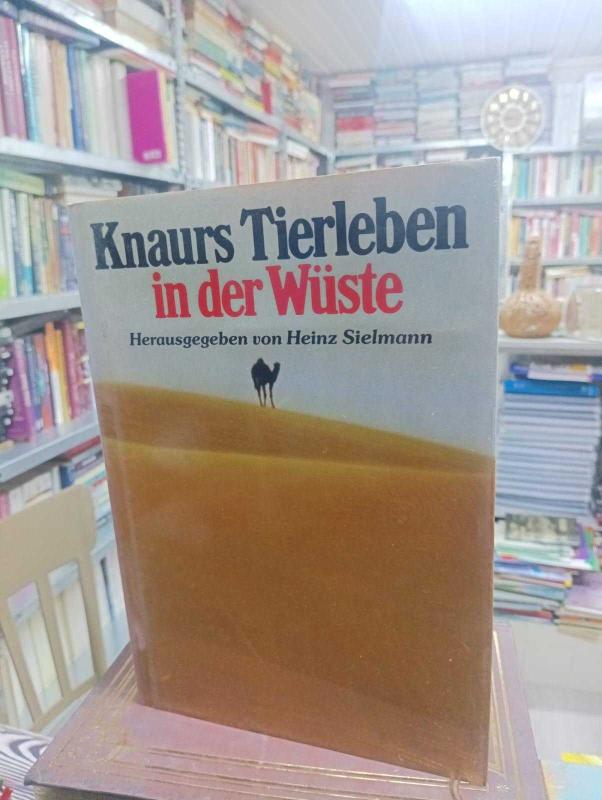 Knaurs Tierleben
in der Wüste
Herausgegeben von Heinz Sielmann